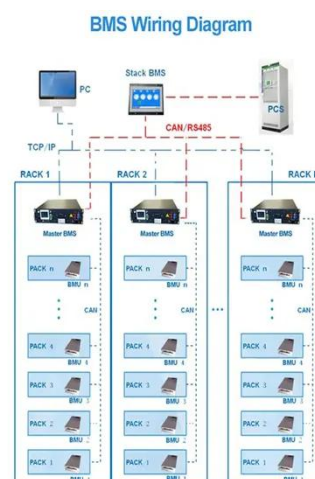 BMS Wiring Diagram
Stack BMS
PC
PCS
CAN/RS485
TCP/IP
RACK 1
RACK 2
RACK
Master BMS
Master BMS
Master BMS
PACK n
PACK n
PACK n
BMU n
BMU n
BMU n
CAN
CAN
CAN
PACK 4
PACK 4
PACK 4
BMU 4
BMU 4
BMU 4
PACK 3
PACK 3
PACK 3
BMU 3
BMU 3
BMU 3
PACK 2
PACK 2
PACK 2
BMU 2
BMU 2
BMU 2
PACK 1
PACK 1
PACK 1